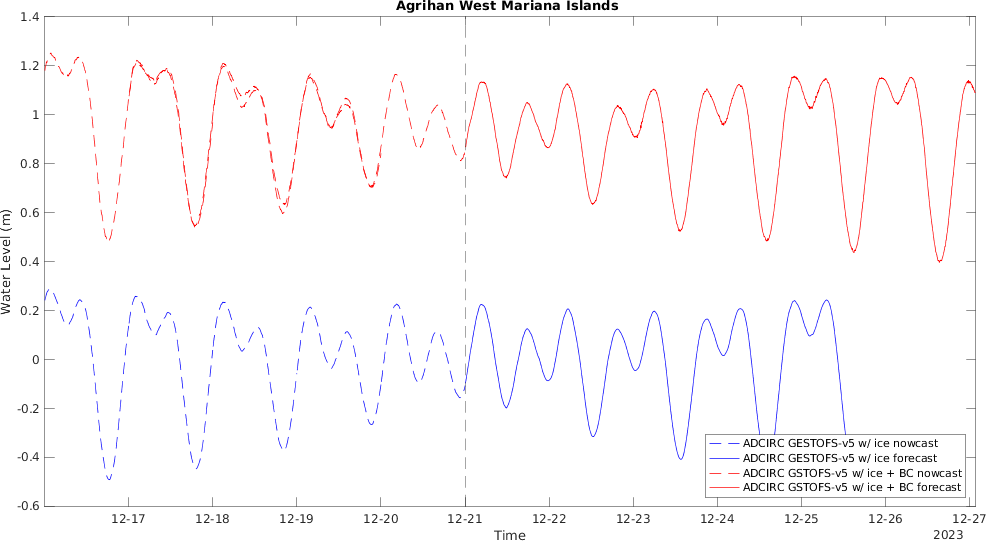 Agrihan West Mariana Islands
1.4
1.2
1
0.8
0.6
0.4
0.2
0
-0.2
-0.4
-0.6
Water Level (m)
ADCIRC GESTOFS-v5 w/ ice nowcast
ADCIRC GESTOFS-v5 w/ ice forecast
ADCIRC GSTOFS-v5 w/ ice + BC nowcast
ADCIRC GSTOFS-v5 w/ ice + BC forecast
12-17 12-18 12-19 12-20 12-21 12-22 12-23 12-24 12-25 12-26 12-27
Time
2023